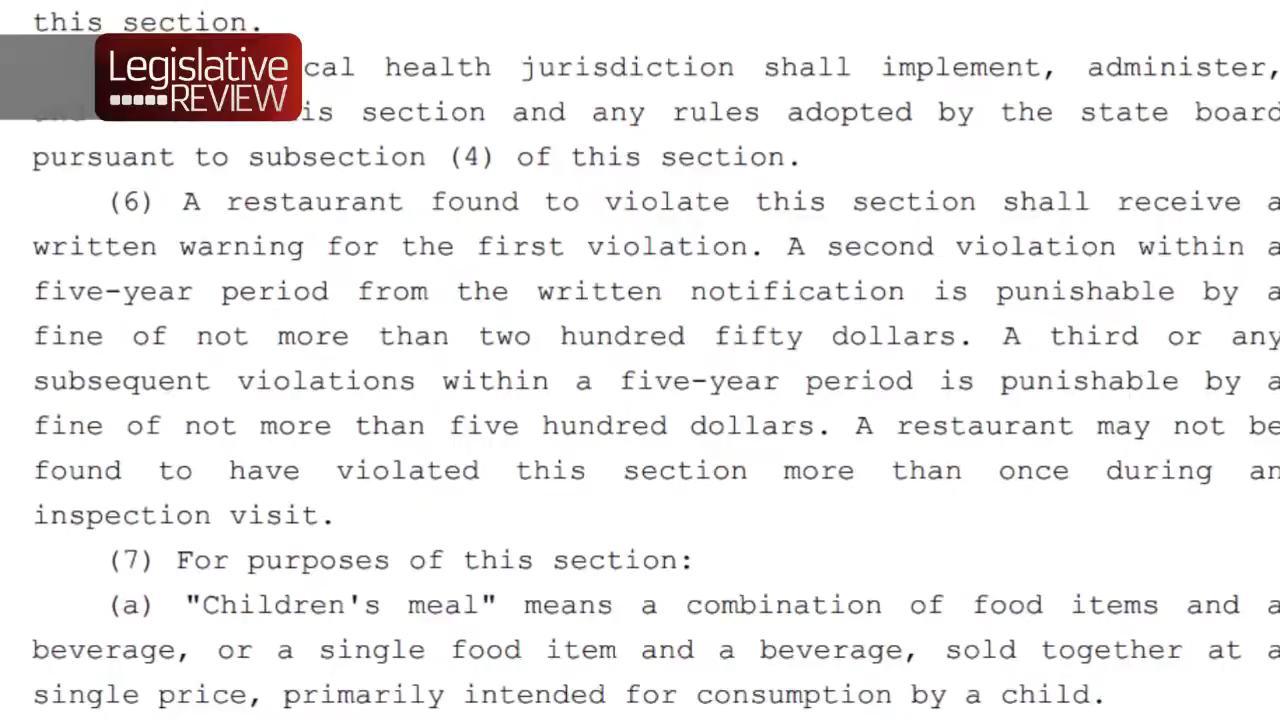 this section.
Legislative
REVIEW
cal health jurisdiction shall implement, administer,
is section and any rules adopted by the state board
pursuant to subsection (4) of this section.
(6) A restaurant found to violate this section shall receive a
written warning for the first violation. A second violation within a
five-year period from the written notification is punishable by a
fine of not more than two hundred fifty dollars. A third or any
subsequent violations within a five-year period is punishable by a
fine of not more than five hundred dollars. A restaurant may not be
found to have violated this section more than once during an
inspection visit.
(7) For purposes of this section:
(a) "Children's meal" means a combination of food items and a
beverage, or a single food item and a beverage, sold together at a
single price, primarily intended for consumption by a child.